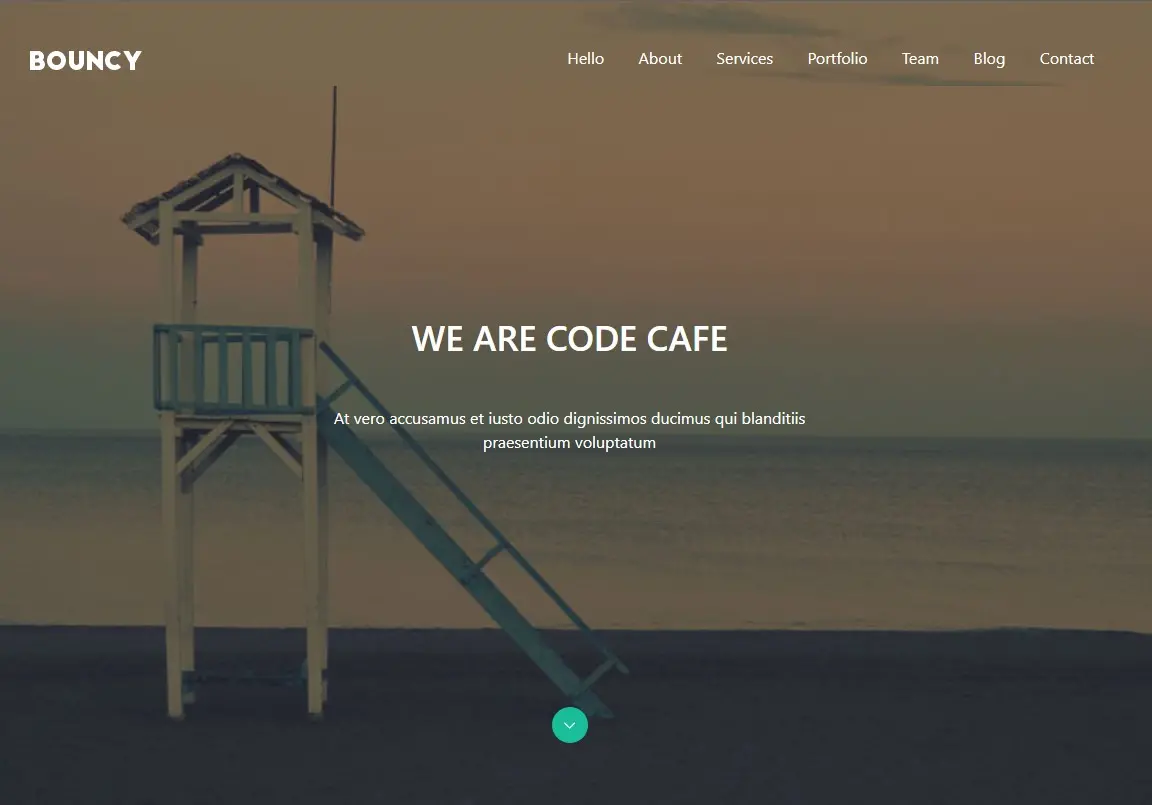 BOUNCY
Hello About Services Portfolio Team Blog Contact
WE ARE CODE CAFE
At vero accusamus et iusto odio dignissimos ducimus qui blanditiis
praesentium voluptatum